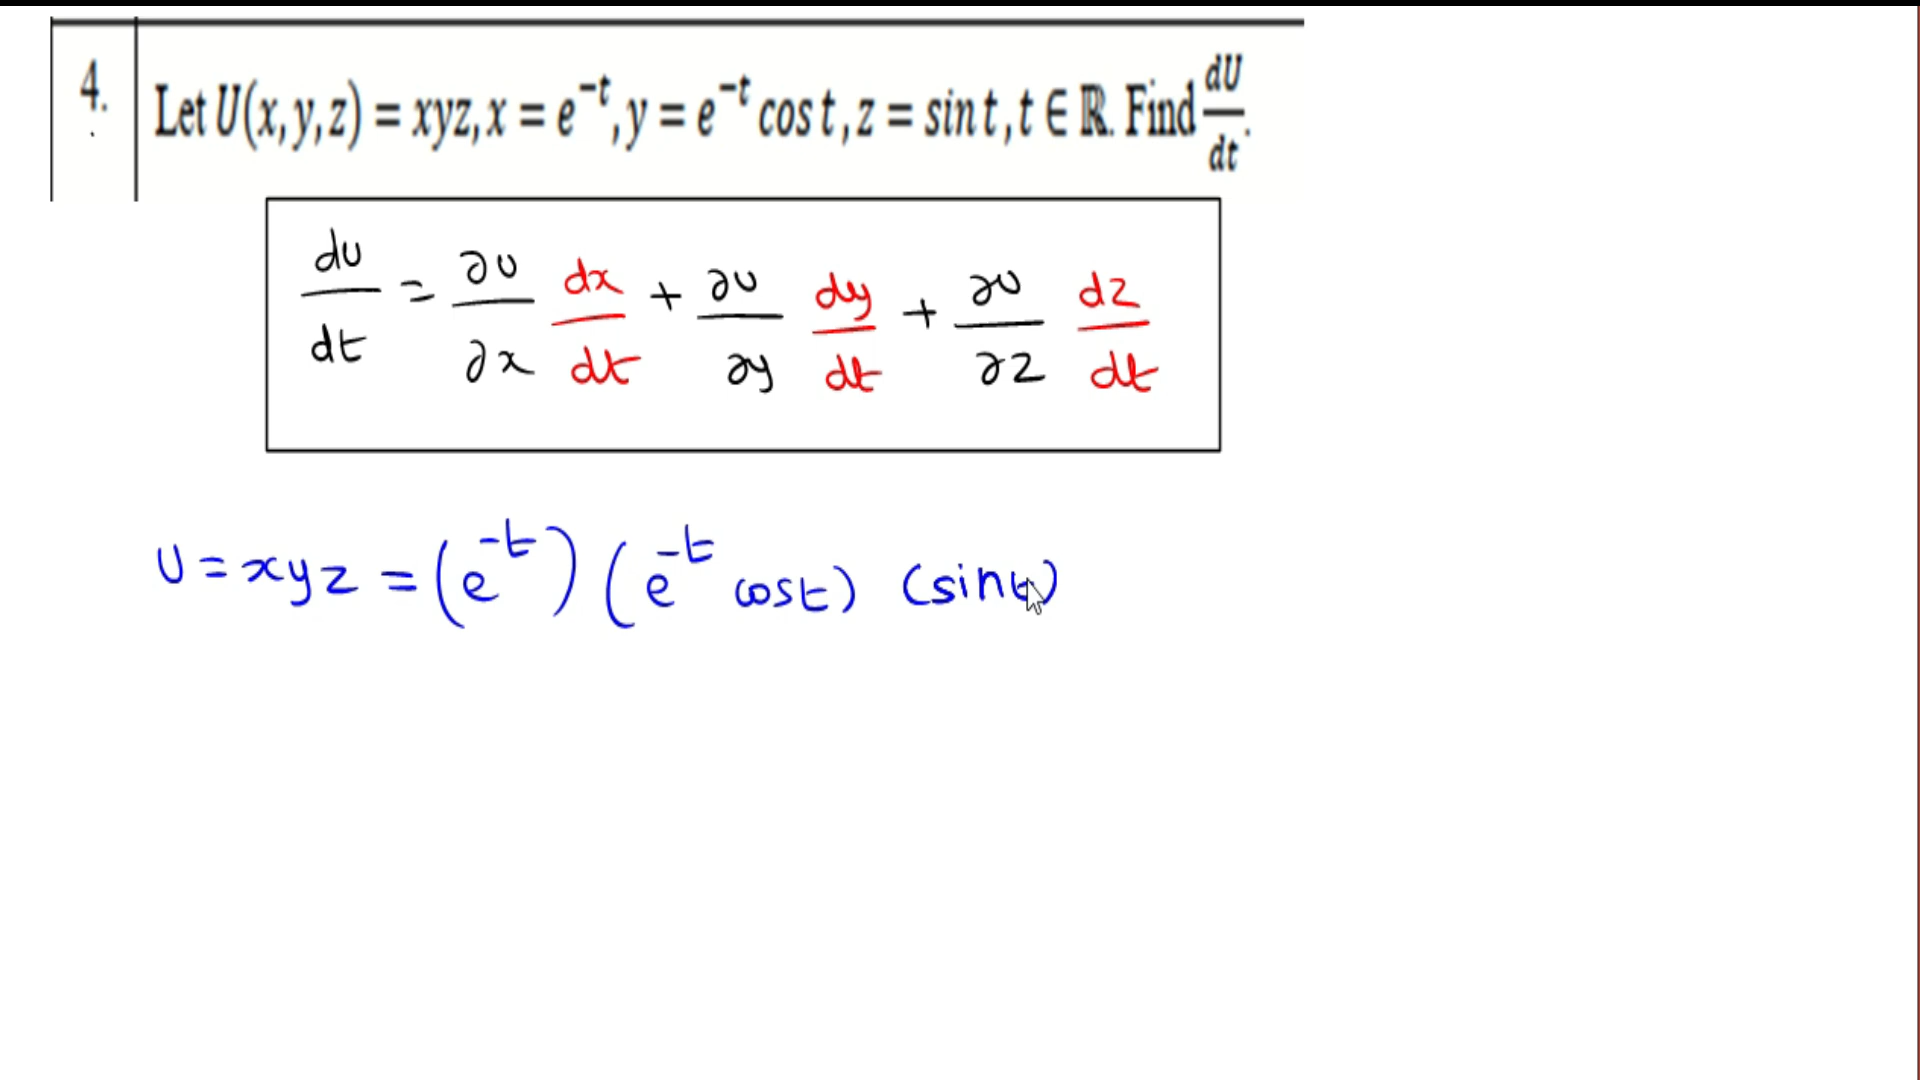 4. Let U(x, y, z) = xyz, x = e^{-t}, y = e^{-t} cos t, z = sin t, t ∈ ℝ. Find dU/dt.
du/dt = ∂u/∂x dx/dt + ∂u/∂y dy/dt + ∂u/∂z dz/dt
U = xyz = (e^{-t}) (e^{-t} cost) (sint)